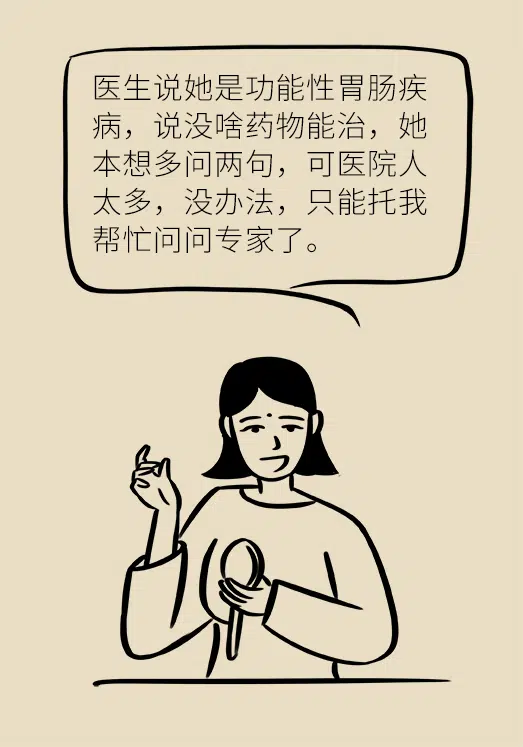 医生说她是功能性胃肠疾
病，说没啥药物能治，她
本想多问两句，可医院人
太多，没办法，只能托我
帮忙问问专家了。